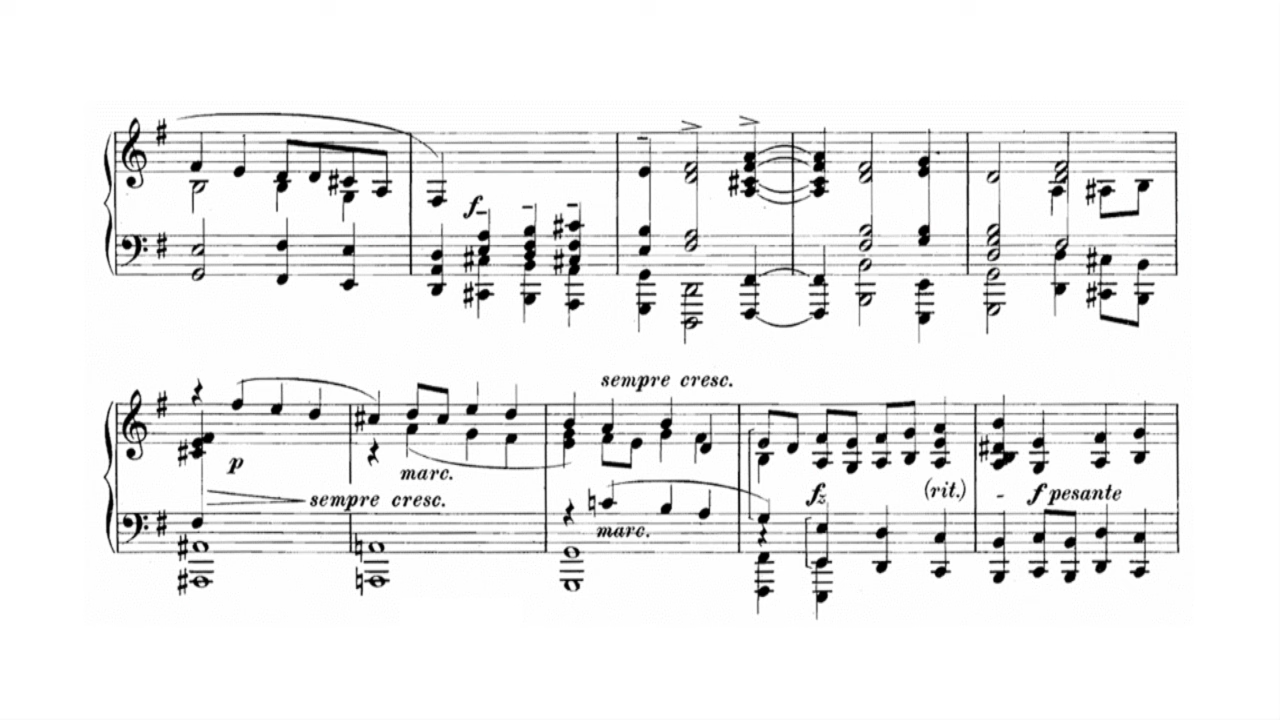 f
sempre cresc.
p
marc.
sempre cresc.
marc.
fz
(rit.)
f pesante